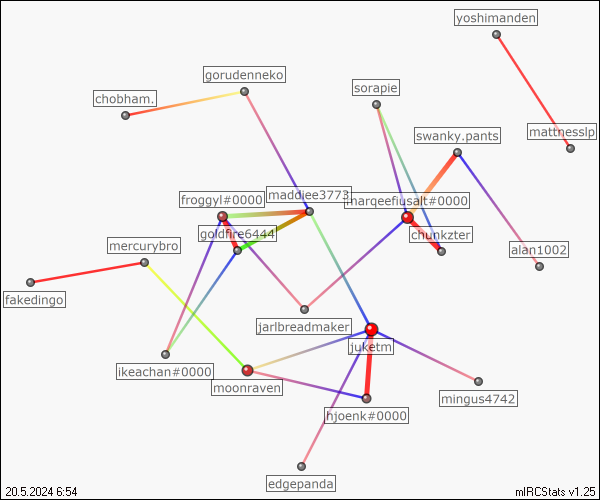 yoshimanden
gorudenneko
sorapie
chobham.
swanky.pants
mattnesslp
maddiee3773
froggyl#0000
marqeefiusalt#0000
goldfire6444
chunkzter
mercurybro
alan1002
fakedingo
jarlbreadmaker
juketm
ikeachan#0000
moonraven
mingus4742
hjoenk#0000
edgepanda
20.5.2024 6:54
mIRCStats v1.25